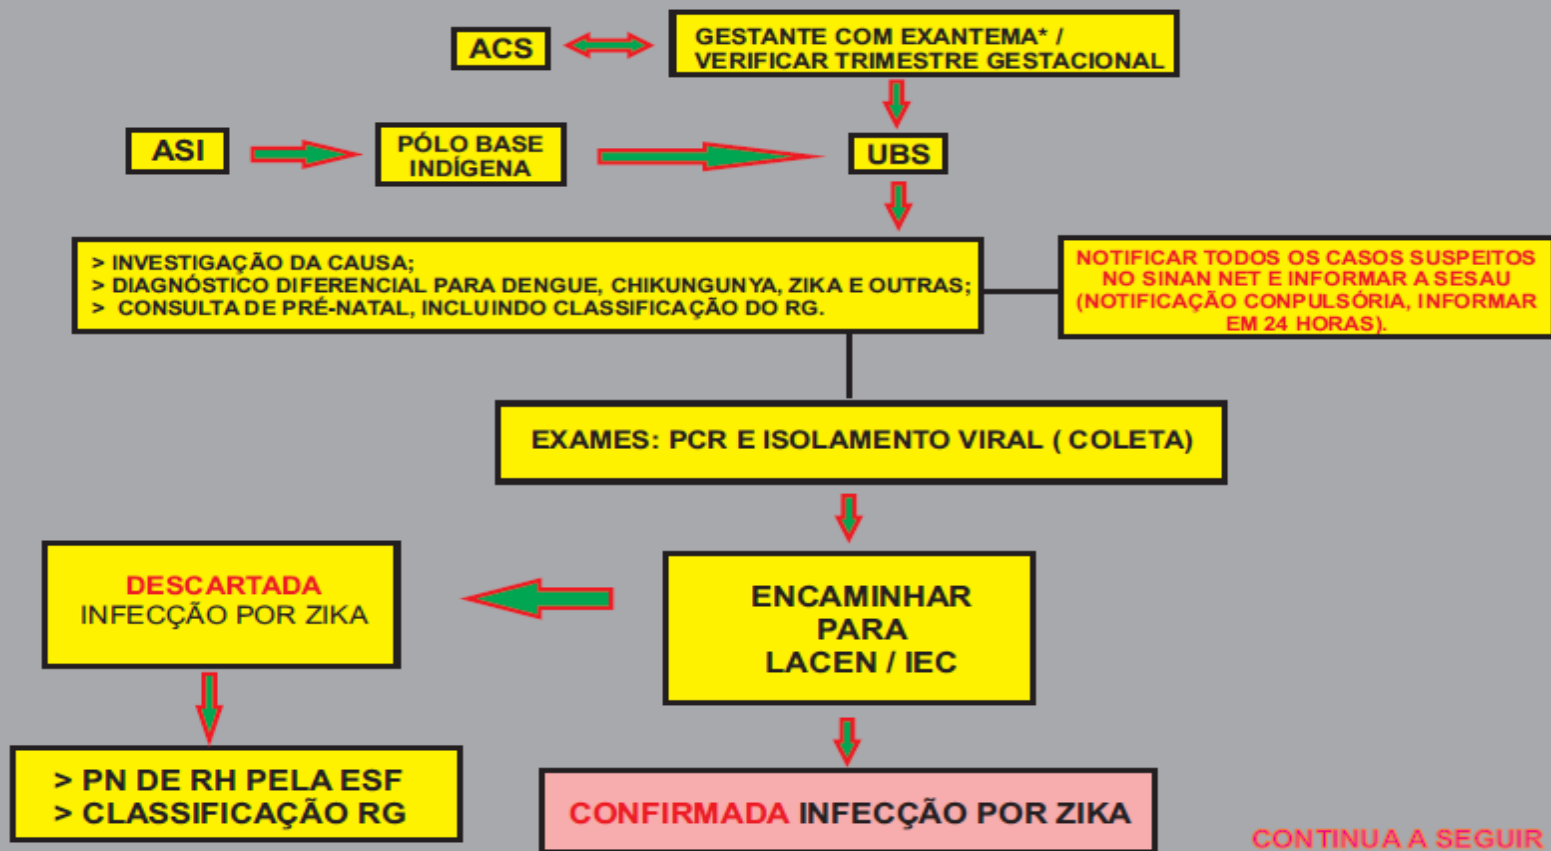 ACS
GESTANTE COM EXANTEMA* /
VERIFICAR TRIMESTRE GESTACIONAL
ASI
PÓLO BASE
INDÍGENA
UBS
> INVESTIGAÇÃO DA CAUSA;
> DIAGNÓSTICO DIFERENCIAL PARA DENGUE, CHIKUNGUNYA, ZIKA E OUTRAS;
> CONSULTA DE PRÉ-NATAL, INCLUINDO CLASSIFICAÇÃO DO RG.
NOTIFICAR TODOS OS CASOS SUSPEITOS
NO SINAN NET E INFORMAR A SESAU
(NOTIFICAÇÃO CONPULSÓRIA, INFORMAR
EM 24 HORAS).
EXAMES: PCR E ISOLAMENTO VIRAL ( COLETA)
DESCARTADA
INFECÇÃO POR ZIKA
ENCAMINHAR
PARA
LACEN / IEC
> PN DE RH PELA ESF
> CLASSIFICAÇÃO RG
CONFIRMADA INFECÇÃO POR ZIKA
CONTINUA A SEGUIR